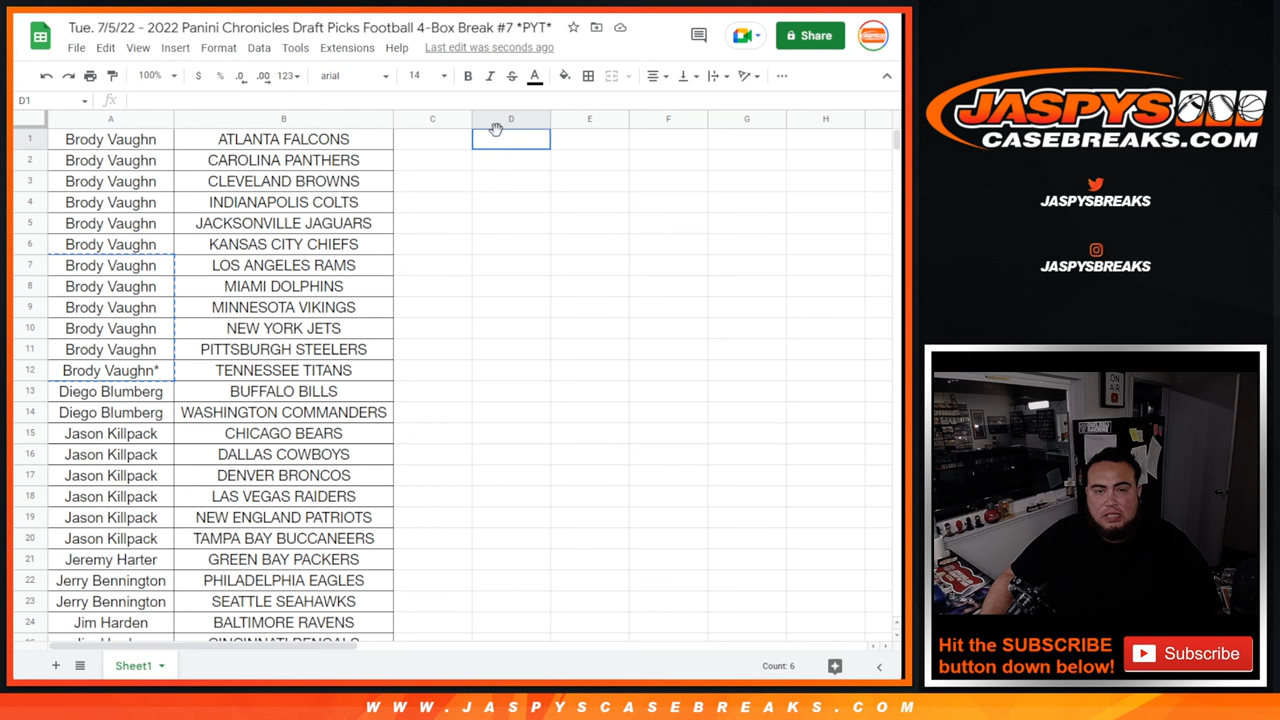 Tue. 7/5/22 - 2022 Panini Chronicles Draft Picks Football 4-Box Break #7 *PYT*
File Edit View Insert Format Data Tools Extensions Help Last edit was seconds ago
Share
100% $ % .0 .00 123 arial 14 B I S A
D1 fx
A B C D E F G H
1 Brody Vaughn ATLANTA FALCONS
2 Brody Vaughn CAROLINA PANTHERS
3 Brody Vaughn CLEVELAND BROWNS
4 Brody Vaughn INDIANAPOLIS COLTS
5 Brody Vaughn JACKSONVILLE JAGUARS
6 Brody Vaughn KANSAS CITY CHIEFS
7 Brody Vaughn LOS ANGELES RAMS
8 Brody Vaughn MIAMI DOLPHINS
9 Brody Vaughn MINNESOTA VIKINGS
10 Brody Vaughn NEW YORK JETS
11 Brody Vaughn PITTSBURGH STEELERS
12 Brody Vaughn* TENNESSEE TITANS
13 Diego Blumberg BUFFALO BILLS
14 Diego Blumberg WASHINGTON COMMANDERS
15 Jason Killpack CHICAGO BEARS
16 Jason Killpack DALLAS COWBOYS
17 Jason Killpack DENVER BRONCOS
18 Jason Killpack LAS VEGAS RAIDERS
19 Jason Killpack NEW ENGLAND PATRIOTS
20 Jason Killpack TAMPA BAY BUCCANEERS
21 Jeremy Harter GREEN BAY PACKERS
22 Jerry Bennington PHILADELPHIA EAGLES
23 Jerry Bennington SEATTLE SEAHAWKS
24 Jim Harden BALTIMORE RAVENS
Sheet1
Count: 6
JASPYS
CASEBREAKS.COM
JASPYSBREAKS
JASPYSBREAKS
ON AIR
Hit the SUBSCRIBE
button down below!
Subscribe
WWW.JASPYSCASEBREAKS.COM